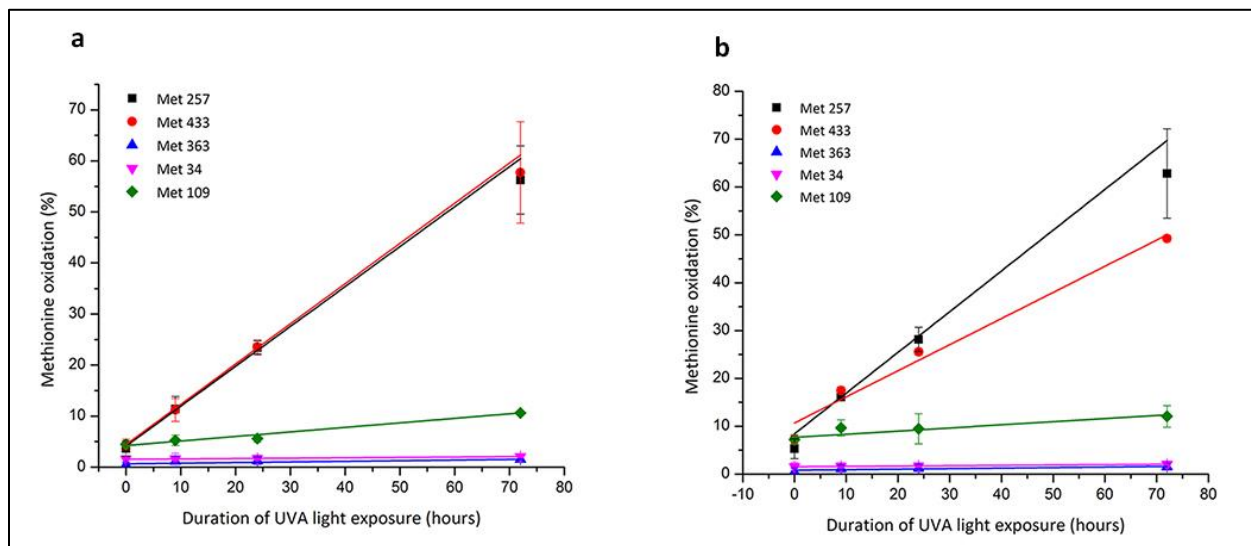 a
Met 257
Met 433
Met 363
Met 34
Met 109
Methionine oxidation (%)
70
60
50
40
30
20
10
0
0 10 20 30 40 50 60 70 80
Duration of UVA light exposure (hours)
b
Met 257
Met 433
Met 363
Met 34
Met 109
Methionine oxidation (%)
80
70
60
50
40
30
20
10
0
-10 0 10 20 30 40 50 60 70 80
Duration of UVA light exposure (hours)